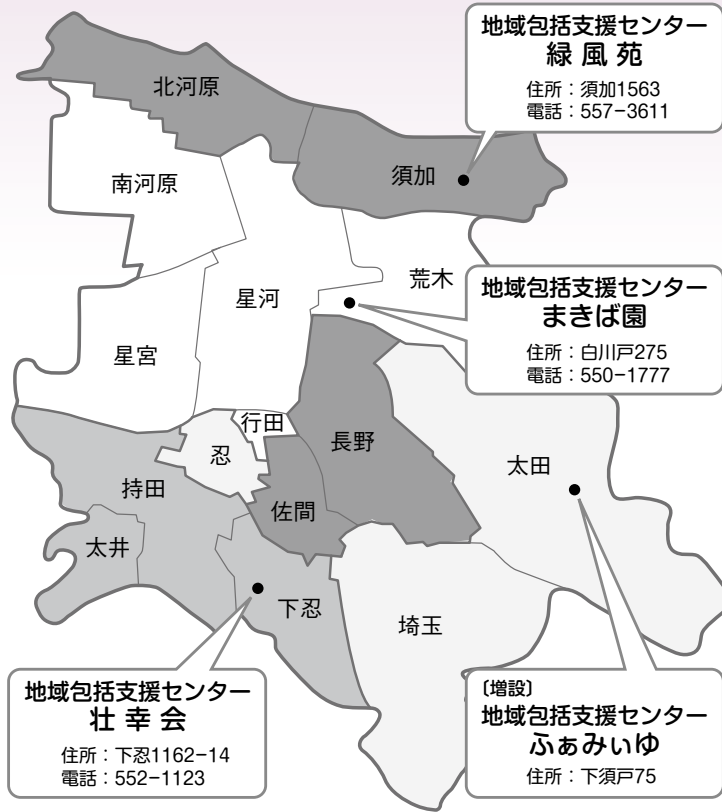 地域包括支援センター
緑風苑
住所：須加1563
電話：557-3611
北河原
須加
南河原
荒木
星河
地域包括支援センター
まきば園
住所：白川戸275
電話：550-1777
星宮
行田
忍
長野
太田
持田
佐間
太井
下忍
埼玉
地域包括支援センター
壮幸会
住所：下忍1162-14
電話：552-1123
〔増設〕
地域包括支援センター
ふぁみぃゆ
住所：下須戸75